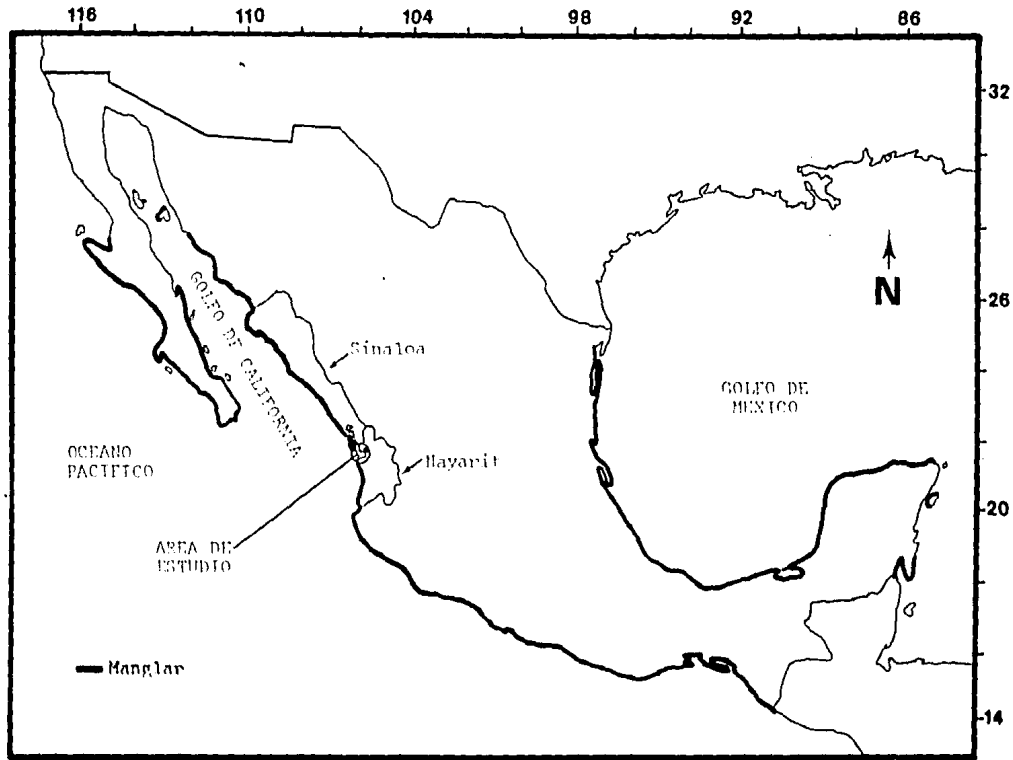 116 110 104 98 92 86
32
N
26
GOLFO DE CALIFORNIA
Sinaloa
GOLFO DE
MEXICO
OCEANO
PACIFICO
Nayarit
20
AREA DE
ESTUDIO
Manglar
14